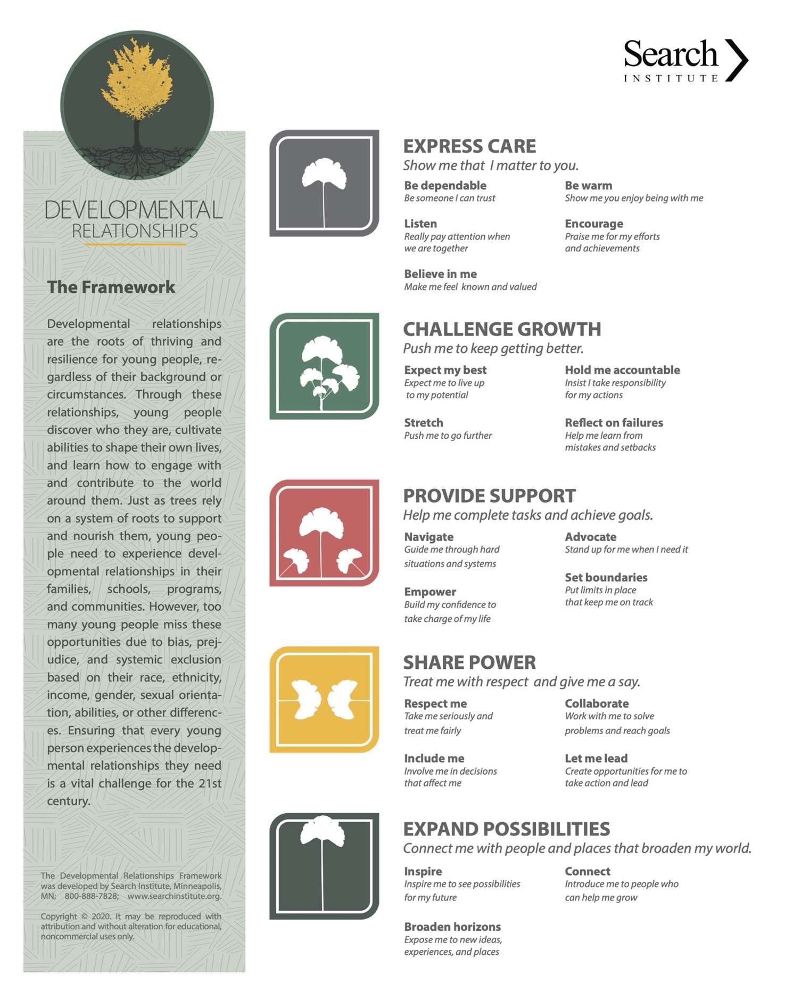 Search
INSTITUTE
DEVELOPMENTAL
RELATIONSHIPS
The Framework
Developmental relationships
are the roots of thriving and
resilience for young people, re-
gardless of their background or
circumstances. Through these
relationships, young people
discover who they are, cultivate
abilities to shape their own lives,
and learn how to engage with
and contribute to the world
around them. Just as trees rely
on a system of roots to support
and nourish them, young peo-
ple need to experience devel-
opmental relationships in their
families, schools, programs,
and communities. However, too
many young people miss these
opportunities due to bias, prej-
udice, and systemic exclusion
based on their race, ethnicity,
income, gender, sexual orienta-
tion, abilities, or other differenc-
es. Ensuring that every young
person experiences the develop-
mental relationships they need
is a vital challenge for the 21st
century.
The Developmental Relationships Framework
was developed by Search Institute, Minneapolis,
MN; 800-888-7828; www.searchinstitute.org.
Copyright © 2020. It may be reproduced with
attribution and without alteration for educational,
noncommercial uses only.
EXPRESS CARE
Show me that I matter to you.
Be dependable
Be someone I can trust
Listen
Really pay attention when
we are together
Believe in me
Make me feel known and valued
Be warm
Show me you enjoy being with me
Encourage
Praise me for my efforts
and achievements
CHALLENGE GROWTH
Push me to keep getting better.
Expect my best
Expect me to live up
to my potential
Stretch
Push me to go further
Hold me accountable
Insist I take responsibility
for my actions
Reflect on failures
Help me learn from
mistakes and setbacks
PROVIDE SUPPORT
Help me complete tasks and achieve goals.
Navigate
Guide me through hard
situations and systems
Empower
Build my confidence to
take charge of my life
Advocate
Stand up for me when I need it
Set boundaries
Put limits in place
that keep me on track
SHARE POWER
Treat me with respect and give me a say.
Respect me
Take me seriously and
treat me fairly
Include me
Involve me in decisions
that affect me
Collaborate
Work with me to solve
problems and reach goals
Let me lead
Create opportunities for me to
take action and lead
EXPAND POSSIBILITIES
Connect me with people and places that broaden my world.
Inspire
Inspire me to see possibilities
for my future
Broaden horizons
Expose me to new ideas,
experiences, and places
Connect
Introduce me to people who
can help me grow